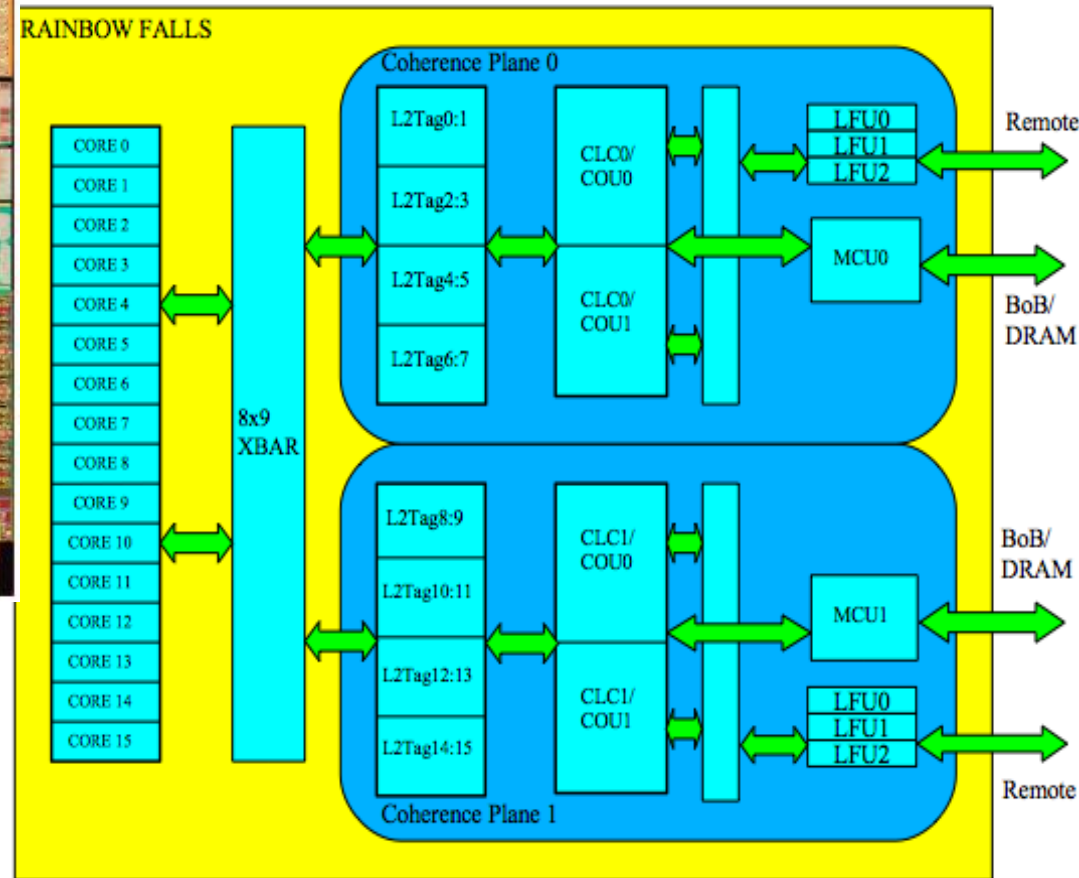 RAINBOW FALLS
CORE 0
CORE 1
CORE 2
CORE 3
CORE 4
CORE 5
CORE 6
CORE 7
CORE 8
CORE 9
CORE 10
CORE 11
CORE 12
CORE 13
CORE 14
CORE 15
8x9
XBAR
Coherence Plane 0
L2Tag0:1
L2Tag2:3
L2Tag4:5
L2Tag6:7
CLC0/
COU0
CLC0/
COU1
LFU0
LFU1
LFU2
MCU0
Remote
BoB/
DRAM
L2Tag8:9
L2Tag10:11
L2Tag12:13
L2Tag14:15
CLC1/
COU0
CLC1/
COU1
MCU1
LFU0
LFU1
LFU2
BoB/
DRAM
Remote
Coherence Plane 1